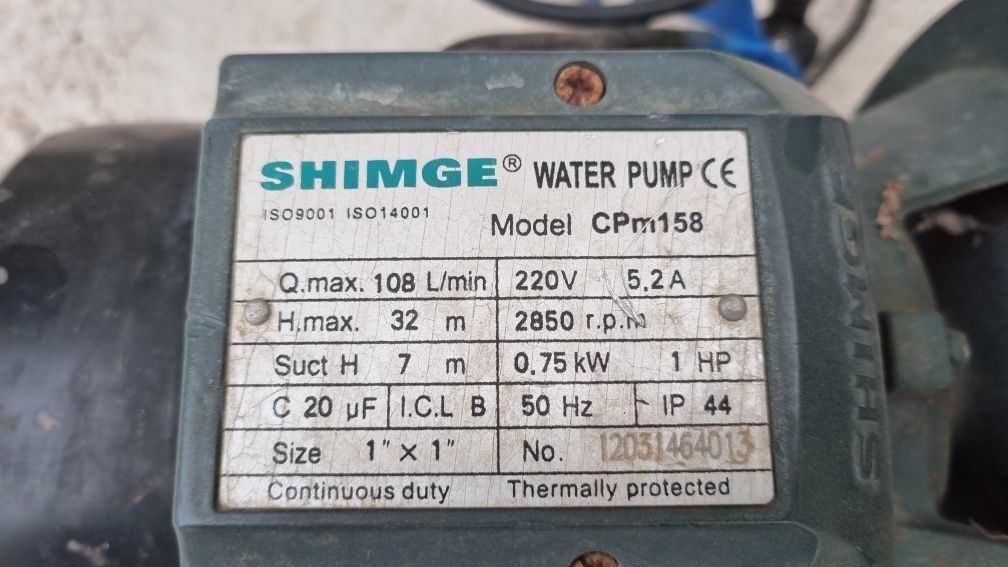 SHIMGE® WATER PUMP CE
ISO9001 ISO14001
Model CPm158
Q.max. 108 L/min 220V 5.2 A
H.max. 32 m 2850 r.p.m
Suct H 7 m 0.75 kW 1 HP
C 20 µF I.C.L B 50 Hz IP 44
Size 1" × 1" No. 12031464013
Continuous duty Thermally protected
SHIMGE